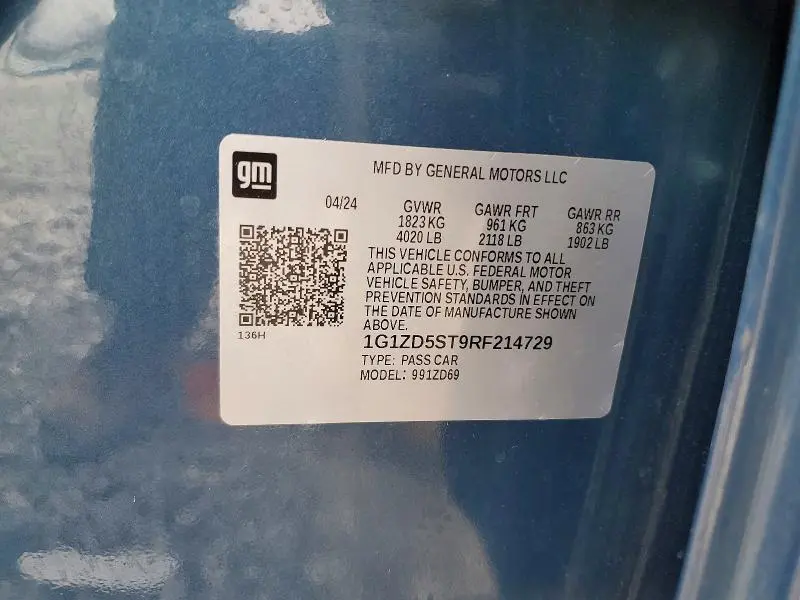 gm
MFD BY GENERAL MOTORS LLC
04/24
GVWR GAWR FRT GAWR RR
1823 KG 961 KG 863 KG
4020 LB 2118 LB 1902 LB
THIS VEHICLE CONFORMS TO ALL
APPLICABLE U.S. FEDERAL MOTOR
VEHICLE SAFETY, BUMPER, AND THEFT
PREVENTION STANDARDS IN EFFECT ON
THE DATE OF MANUFACTURE SHOWN
ABOVE.
136H
1G1ZD5ST9RF214729
TYPE: PASS CAR
MODEL: 991ZD69